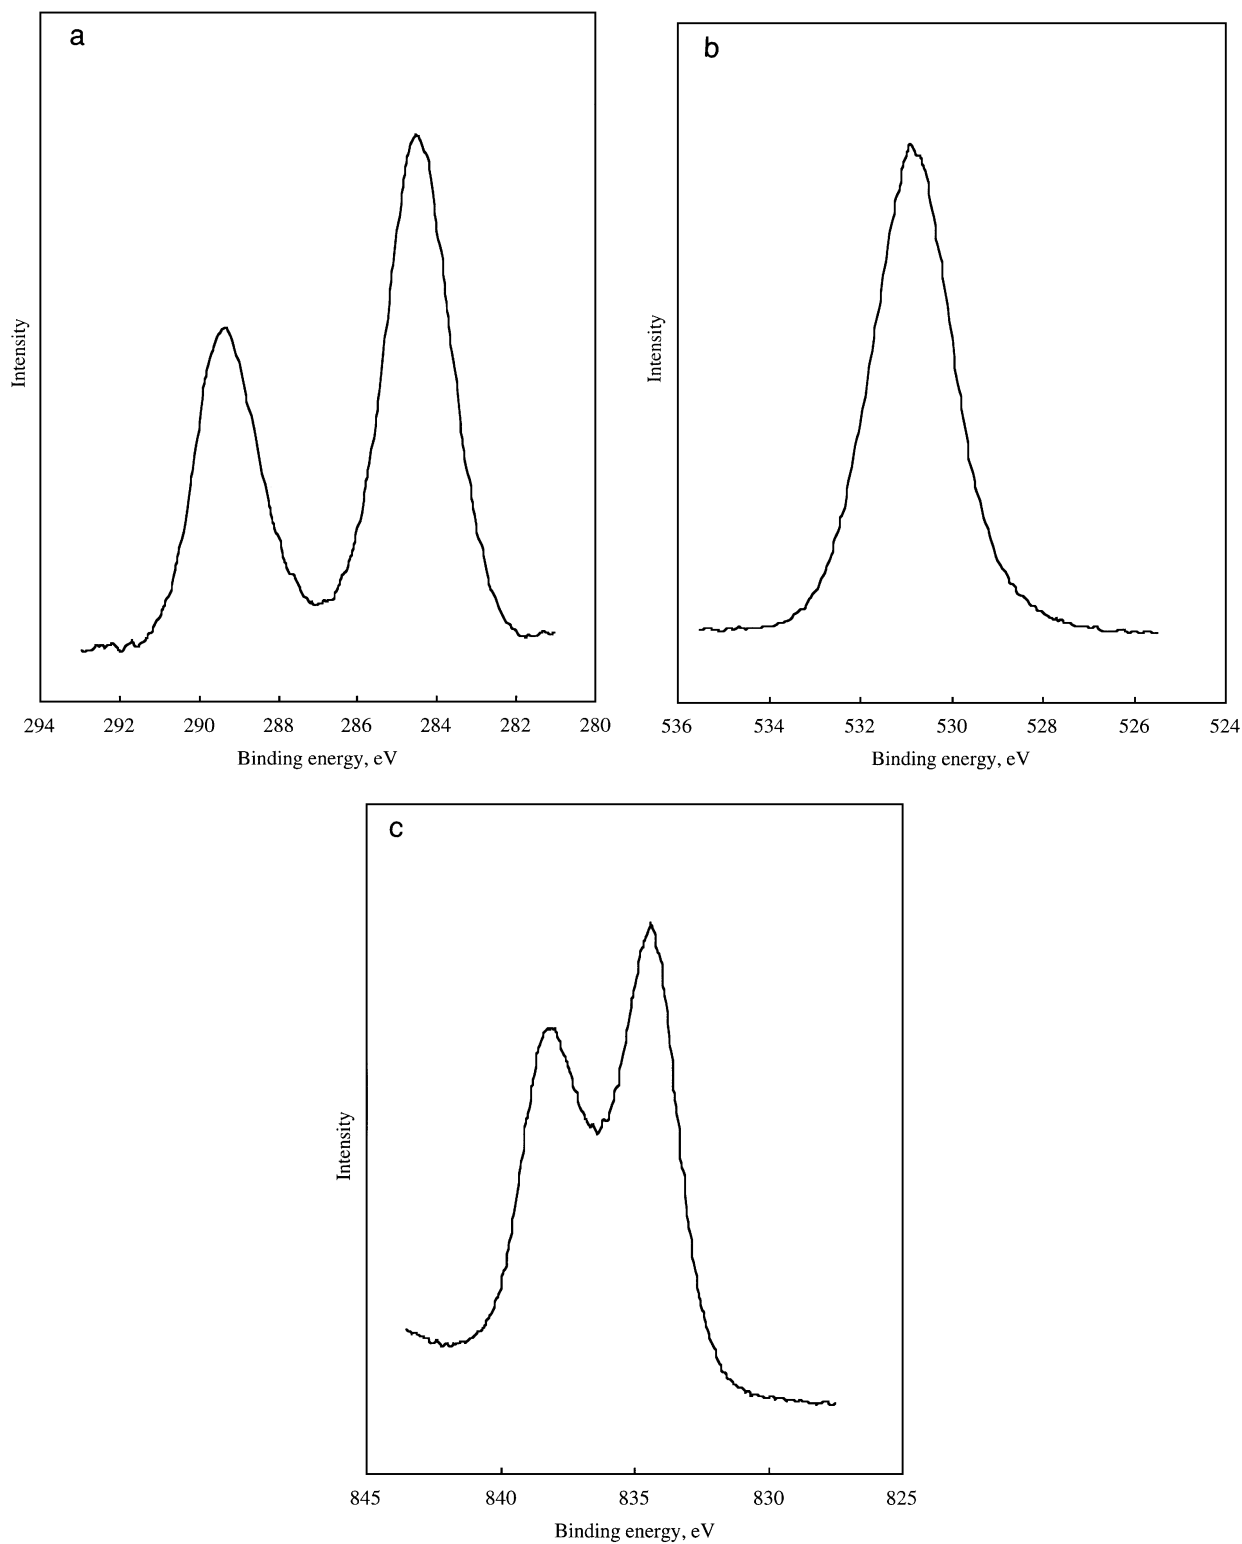 a
Intensity
294 292 290 288 286 284 282 280
Binding energy, eV
b
Intensity
536 534 532 530 528 526 524
Binding energy, eV
c
Intensity
845 840 835 830 825
Binding energy, eV